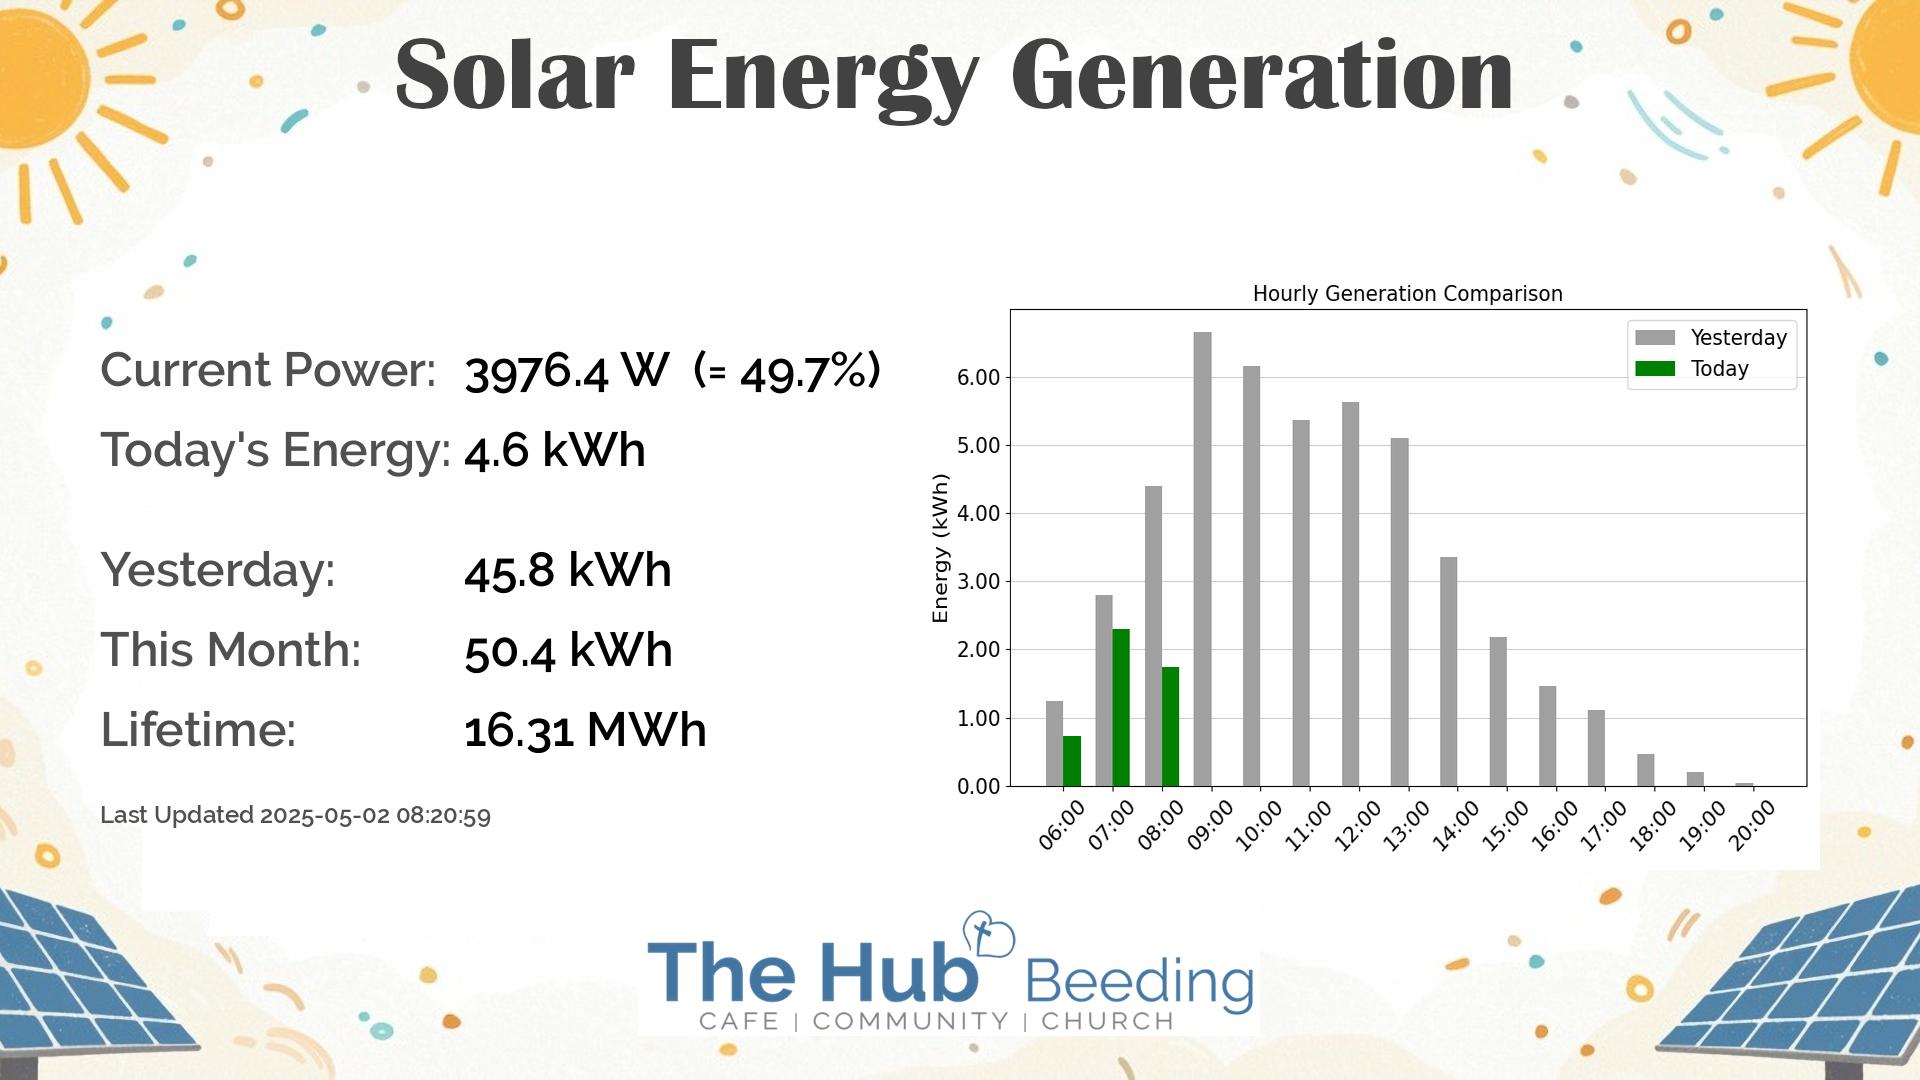 Solar Energy Generation
Current Power: 3976.4 W (= 49.7%)
Today's Energy: 4.6 kWh
Yesterday: 45.8 kWh
This Month: 50.4 kWh
Lifetime: 16.31 MWh
Last Updated 2025-05-02 08:20:59
Hourly Generation Comparison
Yesterday
Today
Energy (kWh)
6.00
5.00
4.00
3.00
2.00
1.00
0.00
06:00 07:00 08:00 09:00 10:00 11:00 12:00 13:00 14:00 15:00 16:00 17:00 18:00 19:00 20:00
The Hub Beeding
CAFE | COMMUNITY | CHURCH